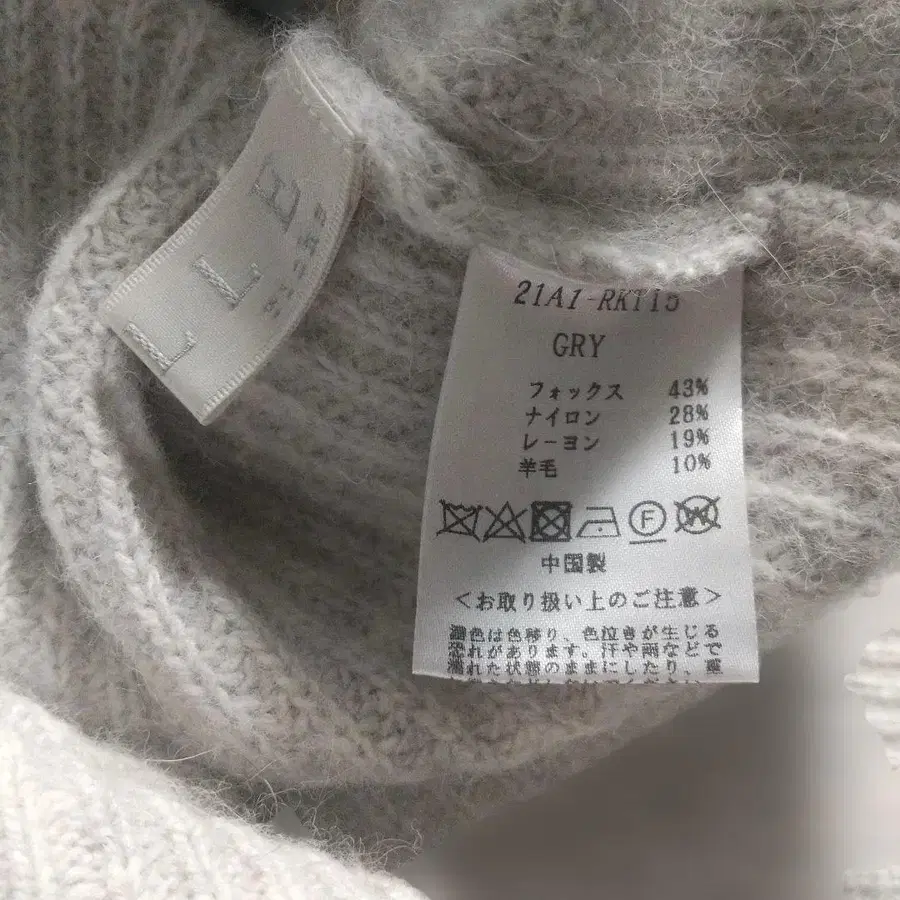 LLE
21A1-RKT15
GRY
フォックス 43%
ナイロン 28%
レーヨン 19%
羊毛 10%
F
W
中国製
<お取り扱い上のご注意>
濃色は色移り、色泣きが生じる
恐れがあります。汗や雨などで
濡れた状態のままにしたり、重